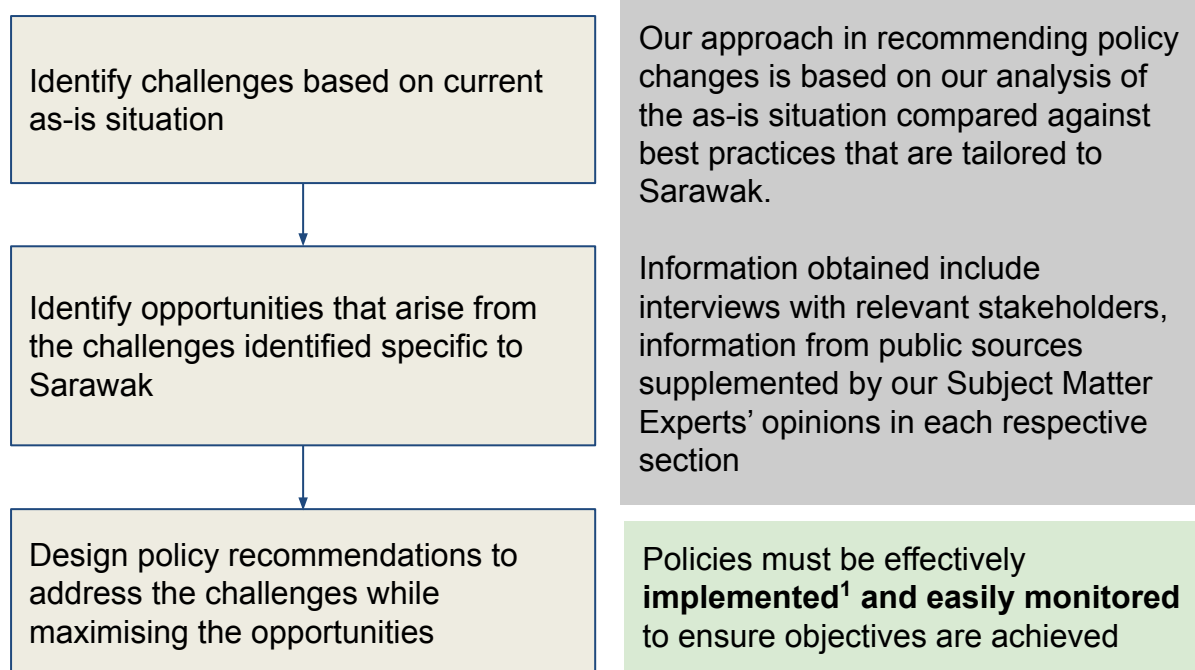 Identify challenges based on current
as-is situation
Identify opportunities that arise from
the challenges identified specific to
Sarawak
Design policy recommendations to
address the challenges while
maximising the opportunities
Our approach in recommending policy
changes is based on our analysis of
the as-is situation compared against
best practices that are tailored to
Sarawak.
Information obtained include
interviews with relevant stakeholders,
information from public sources
supplemented by our Subject Matter
Experts’ opinions in each respective
section
Policies must be effectively
implemented¹ and easily monitored
to ensure objectives are achieved